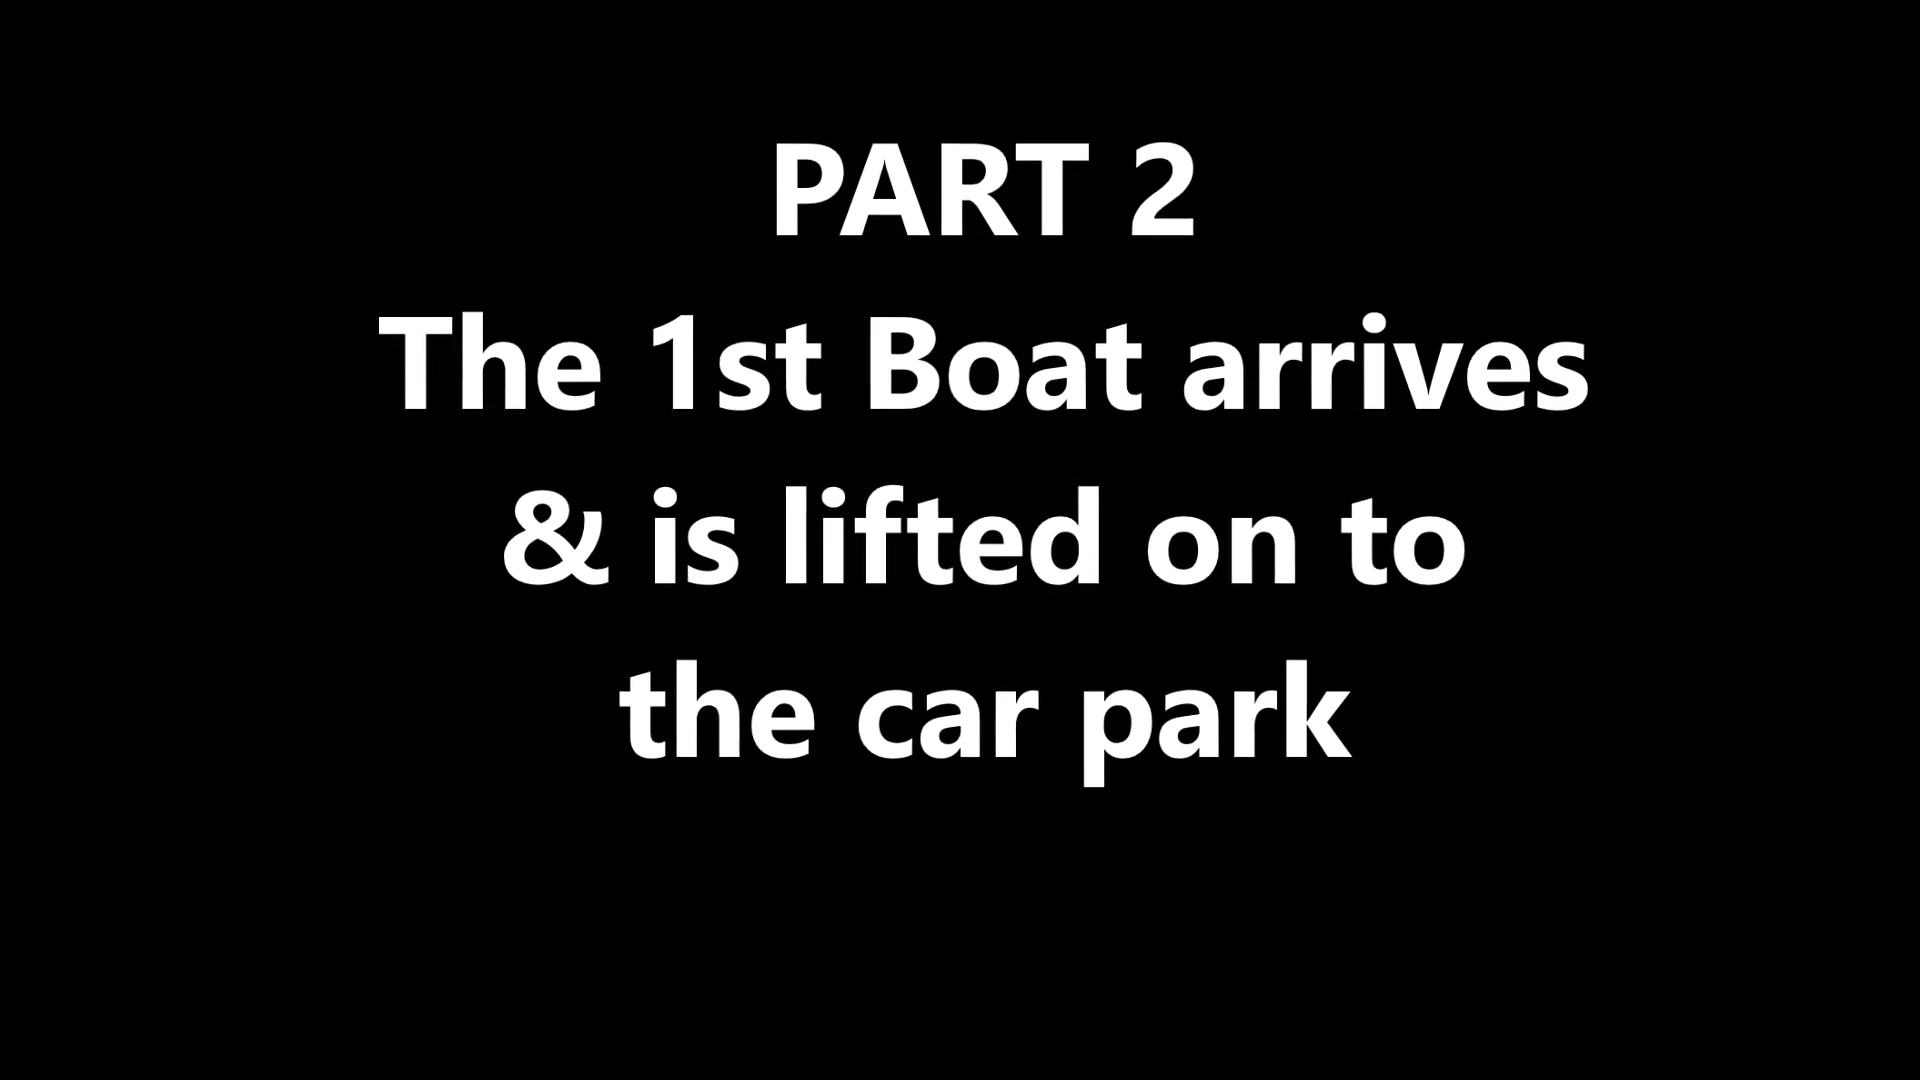 PART 2
The 1st Boat arrives
& is lifted on to
the car park